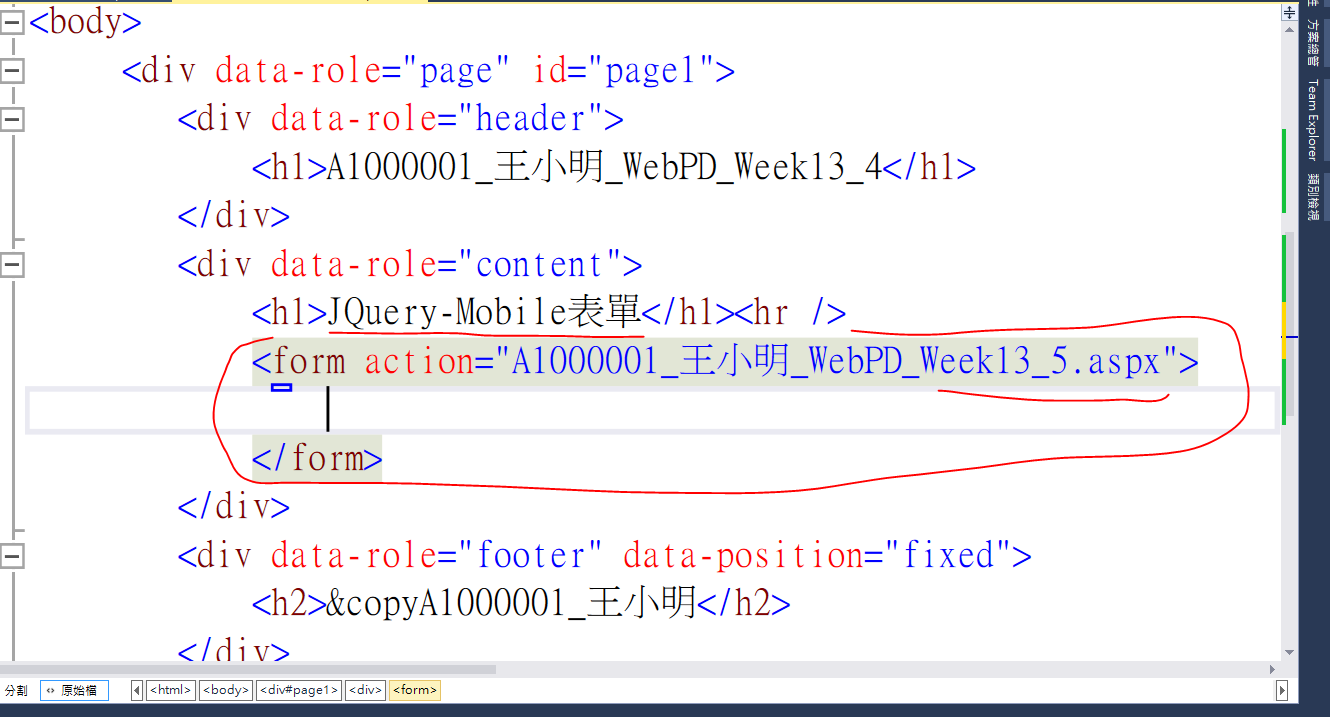 <body>
<div data-role="page" id="page1">
<div data-role="header">
<h1>A1000001_王小明_WebPD_Week13_4</h1>
</div>
<div data-role="content">
<h1>JQuery-Mobile表單</h1><hr />
<form action="A1000001_王小明_WebPD_Week13_5.aspx">
</form>
</div>
<div data-role="footer" data-position="fixed">
<h2>&copyA1000001_王小明</h2>
</div>
分割 原始檔 <html> <body> <div#page1> <div> <form>
方案總管
Team Explorer
類別檢視